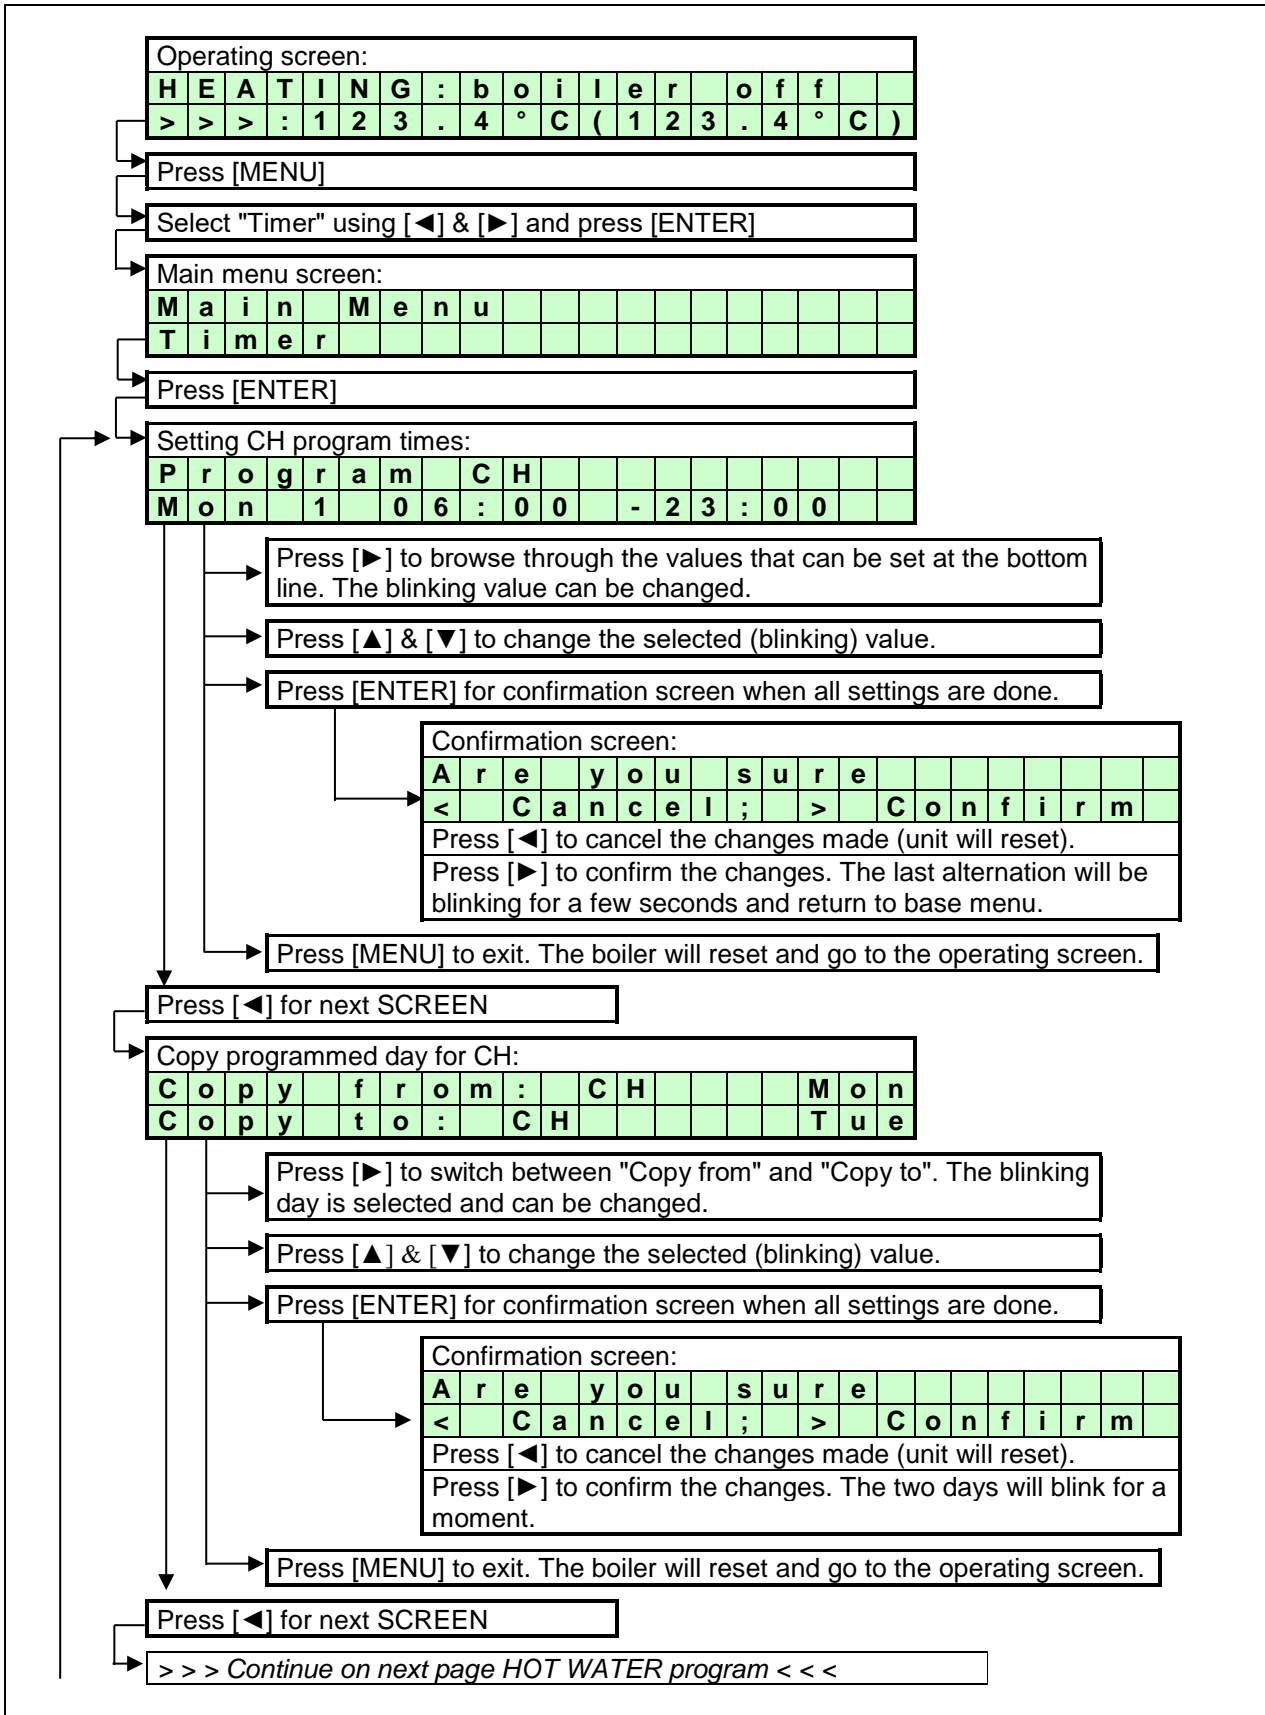 Operating screen:
HEATING:boiler off
>>>:123.4°C(123.4°C)
Press [MENU]
Select "Timer" using [◄] & [►] and press [ENTER]
Main menu screen:
Main Menu
Timer
Press [ENTER]
Setting CH program times:
Program CH
Mon 1 06:00 -23:00
Press [►] to browse through the values that can be set at the bottom
line. The blinking value can be changed.
Press [▲] & [▼] to change the selected (blinking) value.
Press [ENTER] for confirmation screen when all settings are done.
Confirmation screen:
Are you sure
< Cancel; > Confirm
Press [◄] to cancel the changes made (unit will reset).
Press [►] to confirm the changes. The last alternation will be
blinking for a few seconds and return to base menu.
Press [MENU] to exit. The boiler will reset and go to the operating screen.
Press [◄] for next SCREEN
Copy programmed day for CH:
Copy from: CH Mon
Copy to: CH Tue
Press [►] to switch between "Copy from" and "Copy to". The blinking
day is selected and can be changed.
Press [▲] & [▼] to change the selected (blinking) value.
Press [ENTER] for confirmation screen when all settings are done.
Confirmation screen:
Are you sure
< Cancel; > Confirm
Press [◄] to cancel the changes made (unit will reset).
Press [►] to confirm the changes. The two days will blink for a
moment.
Press [MENU] to exit. The boiler will reset and go to the operating screen.
Press [◄] for next SCREEN
> > > Continue on next page HOT WATER program < < <